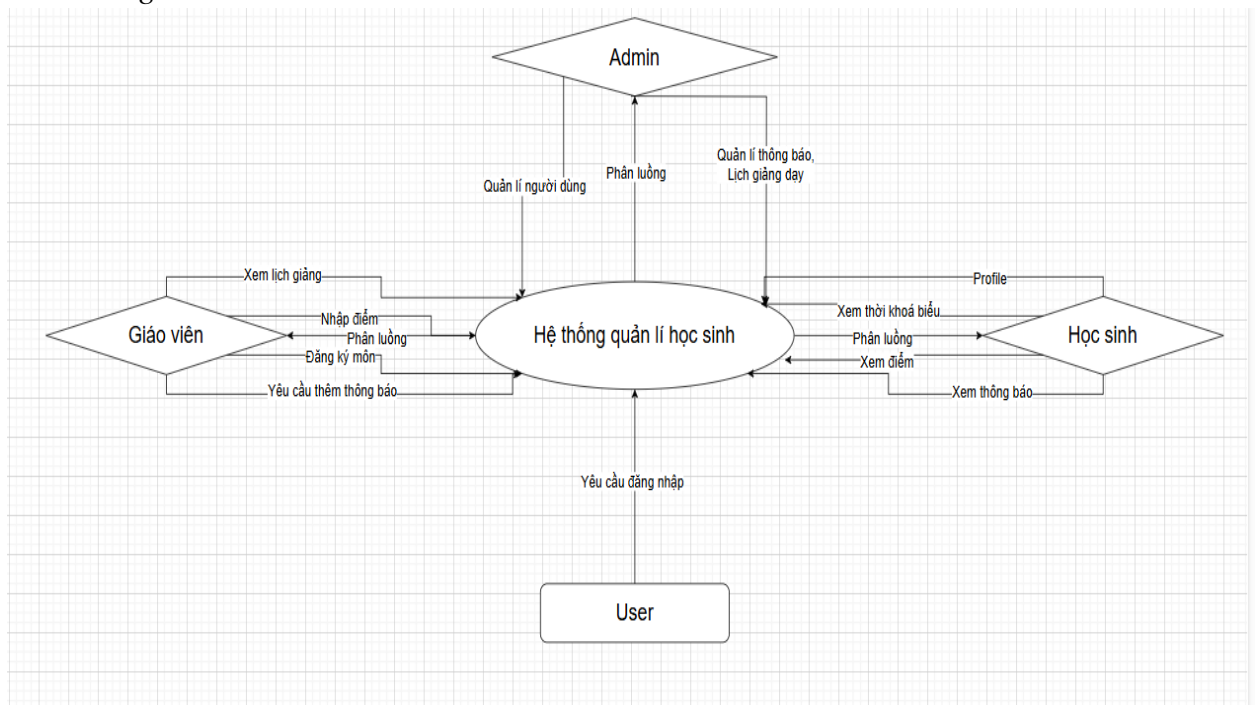 Admin
Quản lí thông báo,
Lịch giảng dạy
Phân luồng
Quản lí người dùng
Xem lịch giảng
Profile
Nhập điểm
Xem thời khoá biểu
Giáo viên
Phân luồng
Hệ thống quản lí học sinh
Phân luồng
Học sinh
Đăng ký môn
Xem điểm
Yêu cầu thêm thông báo
Xem thông báo
Yêu cầu đăng nhập
User